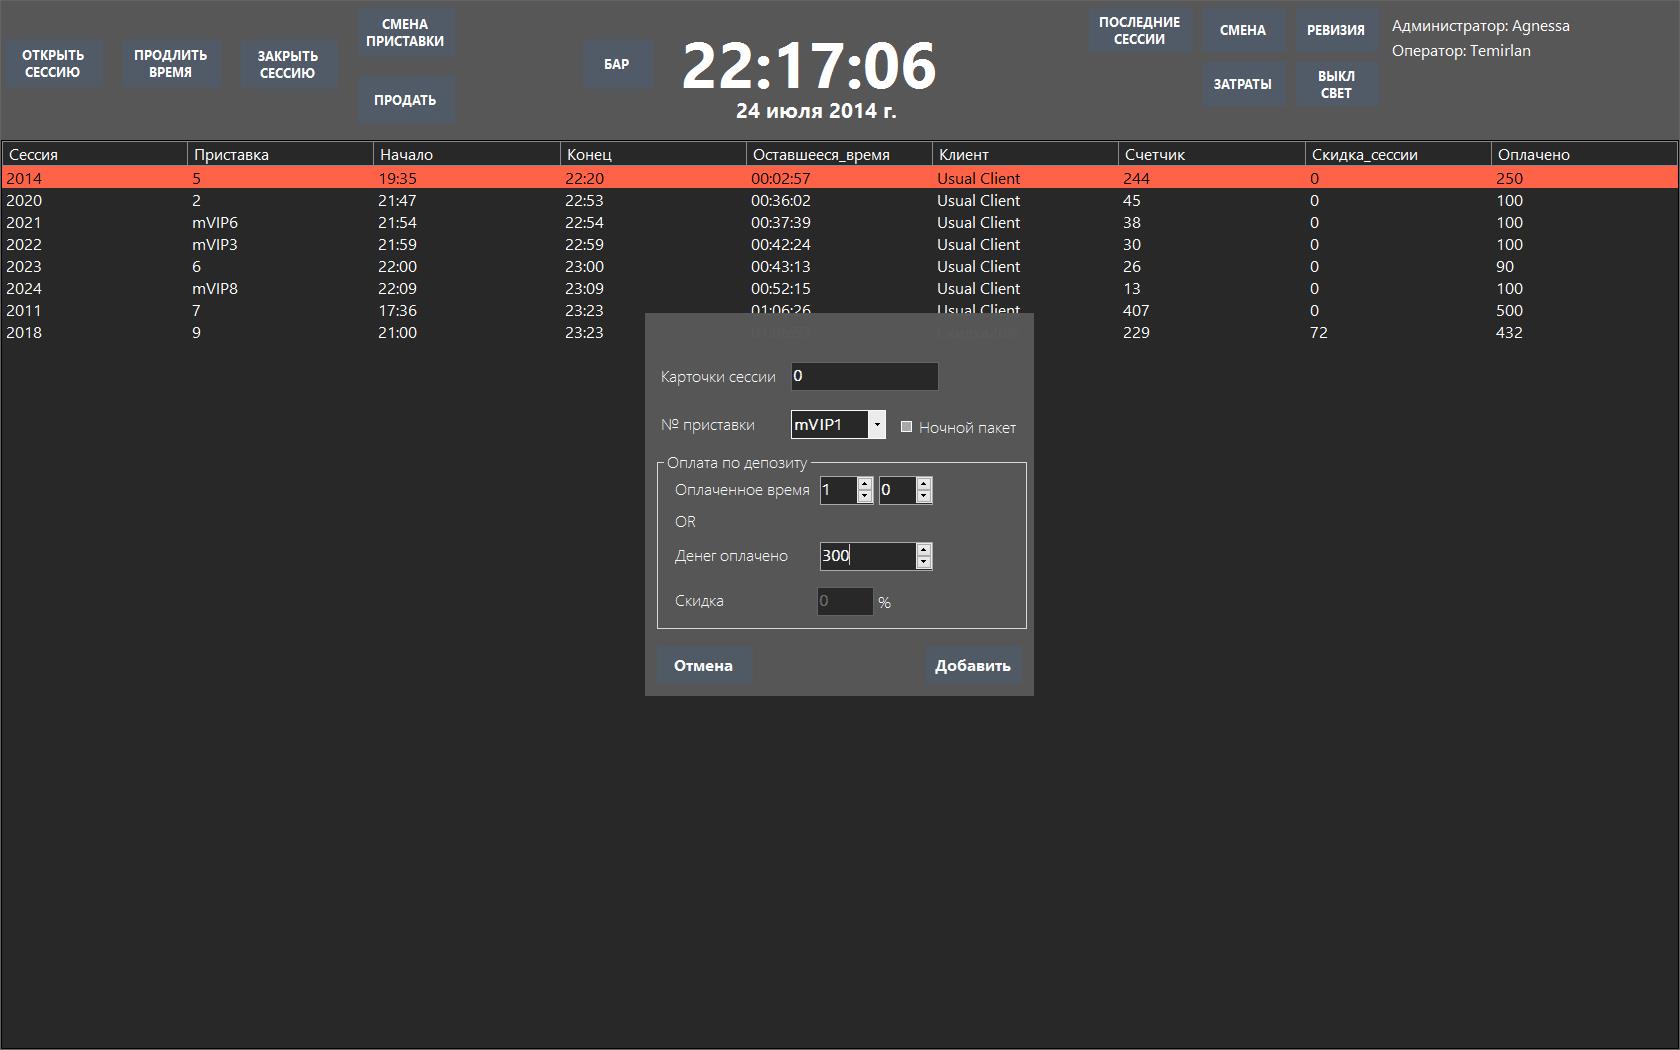 ОТКРЫТЬ
СЕССИЮ
ПРОДЛИТЬ
ВРЕМЯ
ЗАКРЫТЬ
СЕССИЮ
СМЕНА
ПРИСТАВКИ
ПРОДАТЬ
БАР
22:17:06
24 июля 2014 г.
ПОСЛЕДНИЕ
СЕССИИ
СМЕНА
РЕВИЗИЯ
ЗАТРАТЫ
ВЫКЛ
СВЕТ
Администратор: Agnessa
Оператор: Temirlan
Сессия Приставка Начало Конец Оставшееся_время Клиент Счетчик Скидка_сессии Оплачено
2014 5 19:35 22:20 00:02:57 Usual Client 244 0 250
2020 2 21:47 22:53 00:36:02 Usual Client 45 0 100
2021 mVIP6 21:54 22:54 00:37:39 Usual Client 38 0 100
2022 mVIP3 21:59 22:59 00:42:24 Usual Client 30 0 100
2023 6 22:00 23:00 00:43:13 Usual Client 26 0 90
2024 mVIP8 22:09 23:09 00:52:15 Usual Client 13 0 100
2011 7 17:36 23:23 01:06:26 Usual Client 407 0 500
2018 9 21:00 23:23 229 72 432
Карточки сессии 0
№ приставки mVIP1 Ночной пакет
Оплата по депозиту
Оплаченное время 1 0
OR
Денег оплачено 300
Скидка 0 %
Отмена Добавить